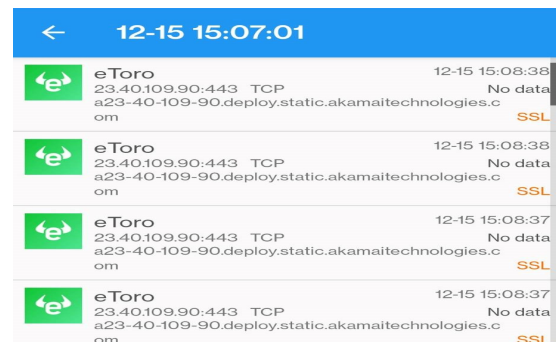 ← 12-15 15:07:01
eToro 12-15 15:08:38
23.40.109.90:443 TCP No data
a23-40-109-90.deploy.static.akamaitechnologies.c
om SSL
eToro 12-15 15:08:38
23.40.109.90:443 TCP No data
a23-40-109-90.deploy.static.akamaitechnologies.c
om SSL
eToro 12-15 15:08:37
23.40.109.90:443 TCP No data
a23-40-109-90.deploy.static.akamaitechnologies.c
om SSL
eToro 12-15 15:08:37
23.40.109.90:443 TCP No data
a23-40-109-90.deploy.static.akamaitechnologies.c
om SSL